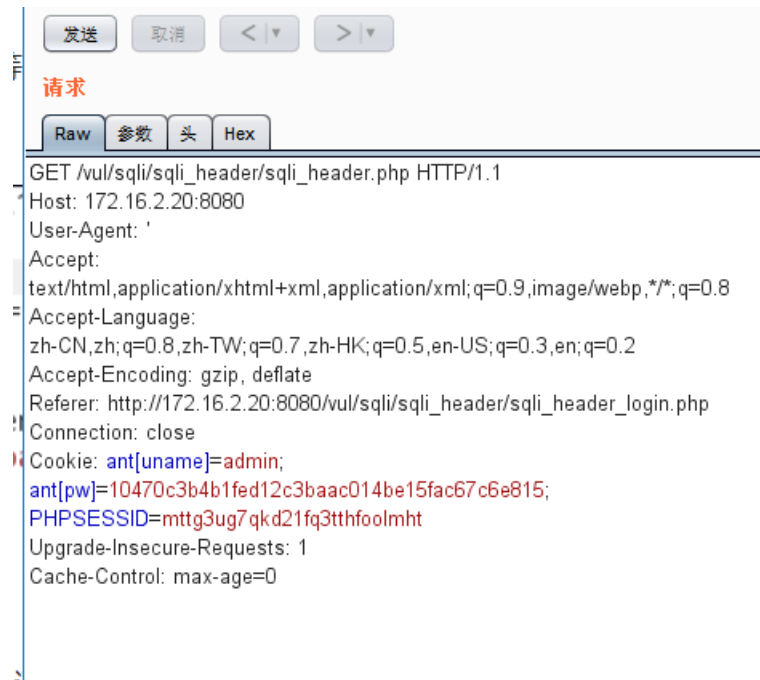 发送 取消 < >
请求
Raw 参数 头 Hex
GET /vul/sqli/sqli_header/sqli_header.php HTTP/1.1
Host: 172.16.2.20:8080
User-Agent: '
Accept:
text/html,application/xhtml+xml,application/xml;q=0.9,image/webp,*/*;q=0.8
Accept-Language:
zh-CN,zh;q=0.8,zh-TW;q=0.7,zh-HK;q=0.5,en-US;q=0.3,en;q=0.2
Accept-Encoding: gzip, deflate
Referer: http://172.16.2.20:8080/vul/sqli/sqli_header/sqli_header_login.php
Connection: close
Cookie: ant[uname]=admin;
ant[pw]=10470c3b4b1fed12c3baac014be15fac67c6e815;
PHPSESSID=mttg3ug7qkd21fq3tthfoolmht
Upgrade-Insecure-Requests: 1
Cache-Control: max-age=0